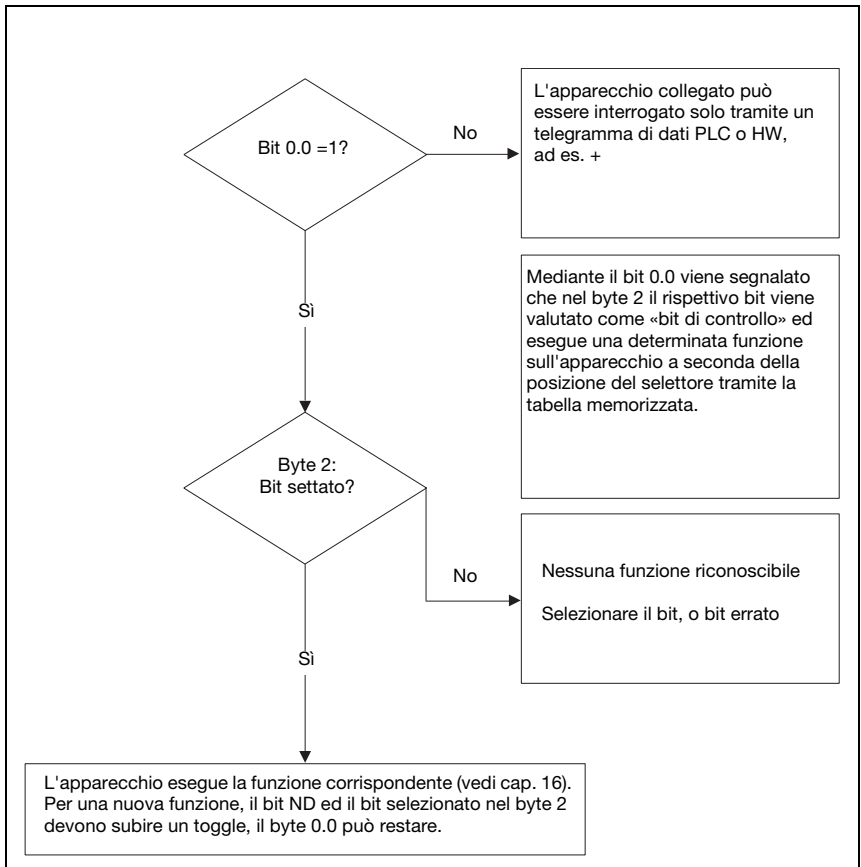 Bit 0.0 =1?
No
L'apparecchio collegato può
essere interrogato solo tramite un
telegramma di dati PLC o HW,
ad es. +
Mediante il bit 0.0 viene segnalato
che nel byte 2 il rispettivo bit viene
valutato come «bit di controllo» ed
esegue una determinata funzione
sull'apparecchio a seconda della
posizione del selettore tramite la
tabella memorizzata.
Sì
Byte 2:
Bit settato?
No
Nessuna funzione riconoscibile
Selezionare il bit, o bit errato
Sì
L'apparecchio esegue la funzione corrispondente (vedi cap. 16).
Per una nuova funzione, il bit ND ed il bit selezionato nel byte 2
devono subire un toggle, il byte 0.0 può restare.